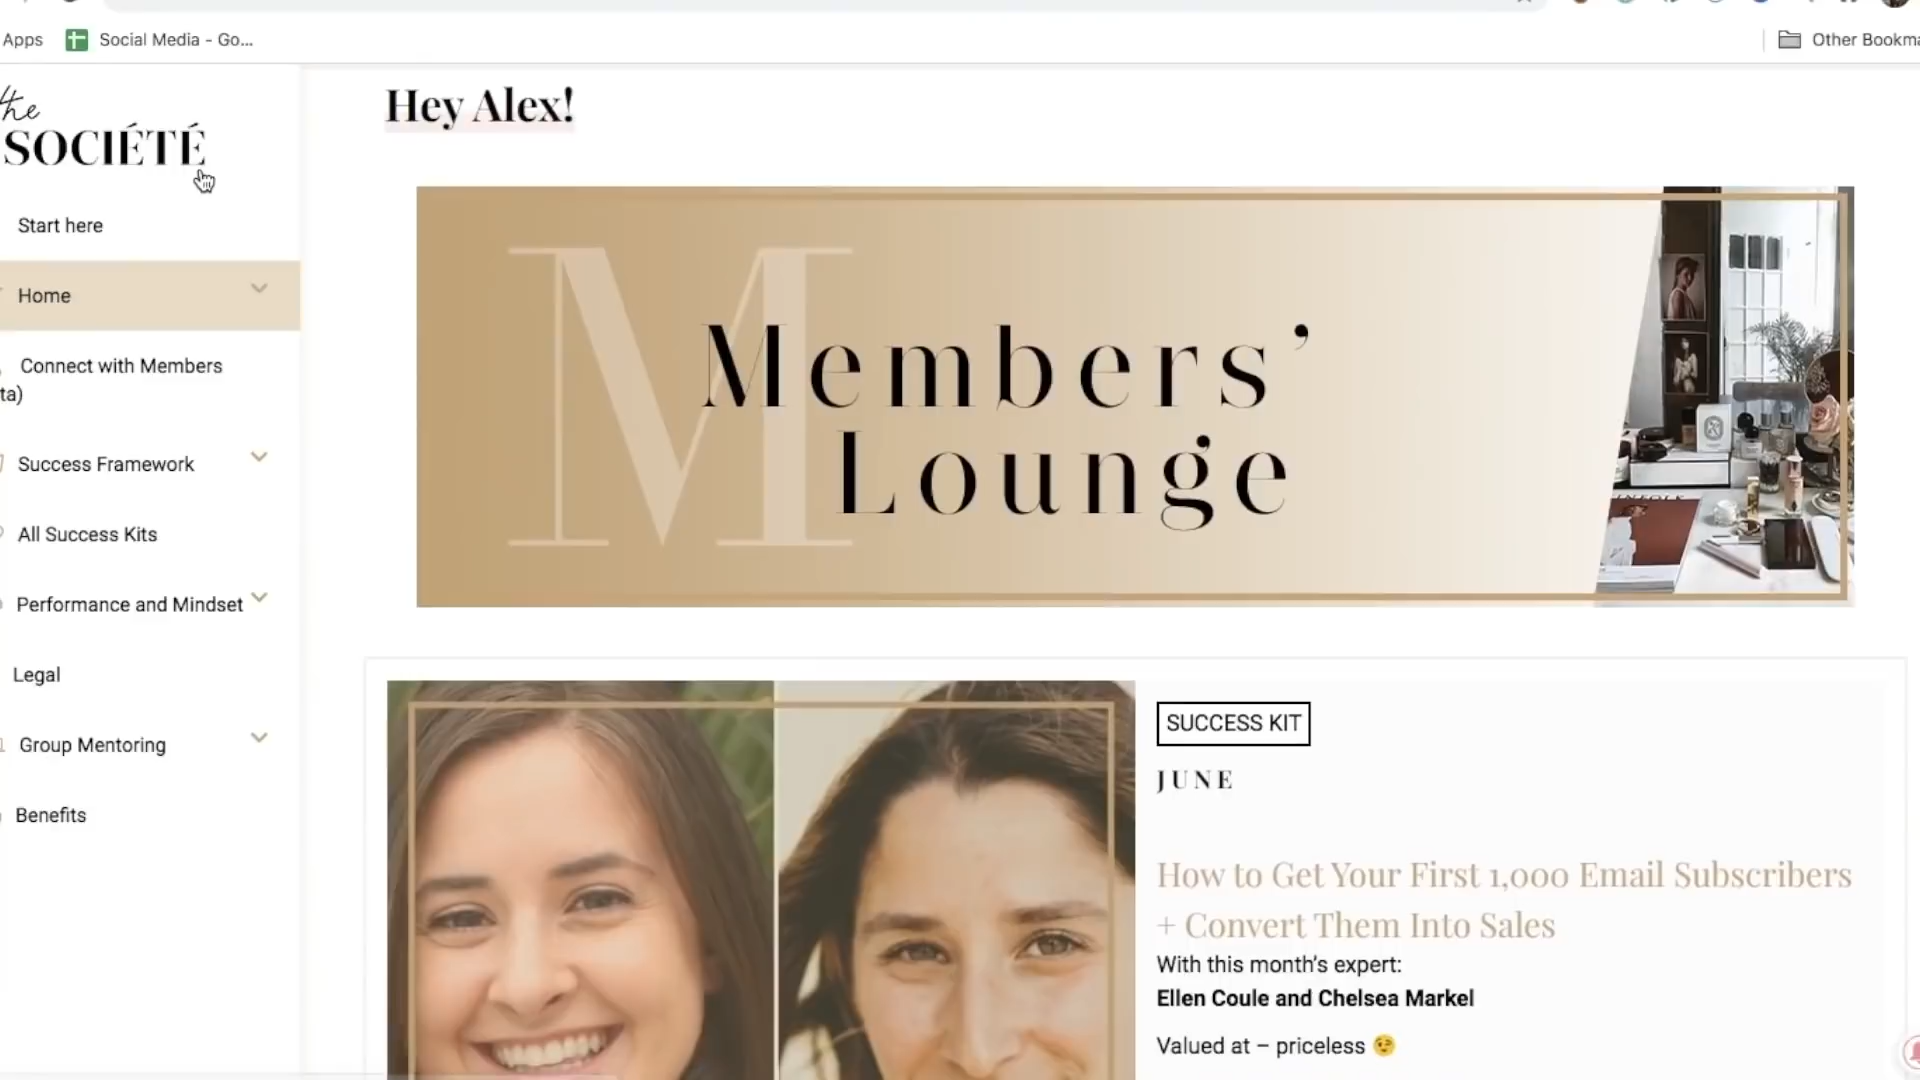 Apps
Social Media - Go...
Other Bookma
the
SOCIÉTÉ
Start here
Home
Connect with Members
ta)
Success Framework
All Success Kits
Performance and Mindset
Legal
Group Mentoring
Benefits
Hey Alex!
M
Members’
Lounge
SUCCESS KIT
JUNE
How to Get Your First 1,000 Email Subscribers
+ Convert Them Into Sales
With this month's expert:
Ellen Coule and Chelsea Markel
Valued at – priceless 😉